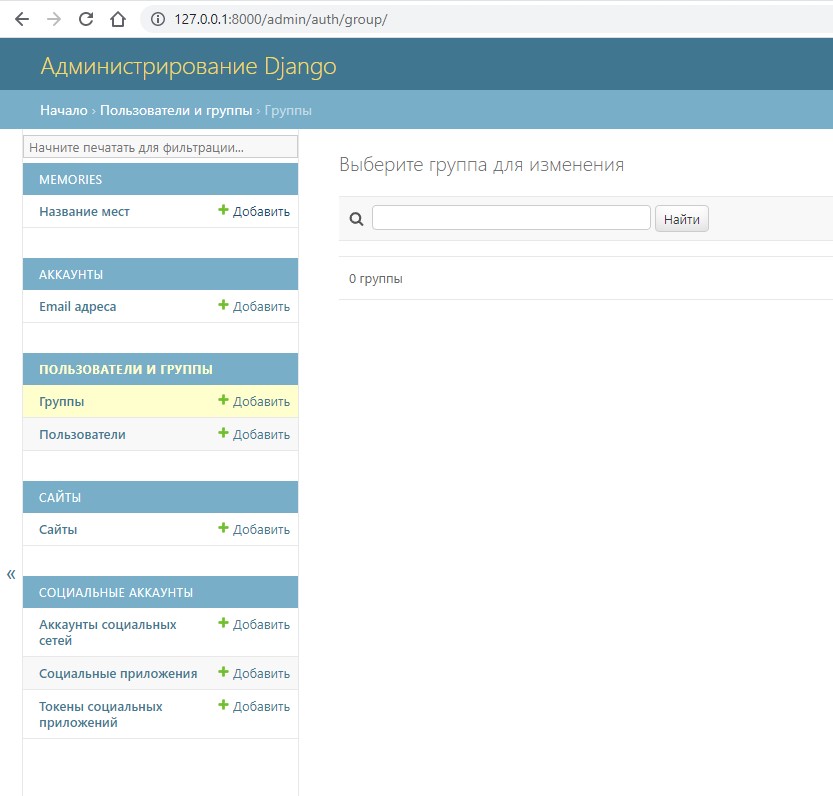 127.0.0.1:8000/admin/auth/group/
Администрирование Django
Начало › Пользователи и группы › Группы
Начните печатать для фильтрации...
MEMORIES
Название мест Добавить
АККАУНТЫ
Email адреса Добавить
ПОЛЬЗОВАТЕЛИ И ГРУППЫ
Группы Добавить
Пользователи Добавить
САЙТЫ
Сайты Добавить
«
СОЦИАЛЬНЫЕ АККАУНТЫ
Аккаунты социальных Добавить
сетей
Социальные приложения Добавить
Токены социальных Добавить
приложений
Выберите группа для изменения
Найти
0 группы